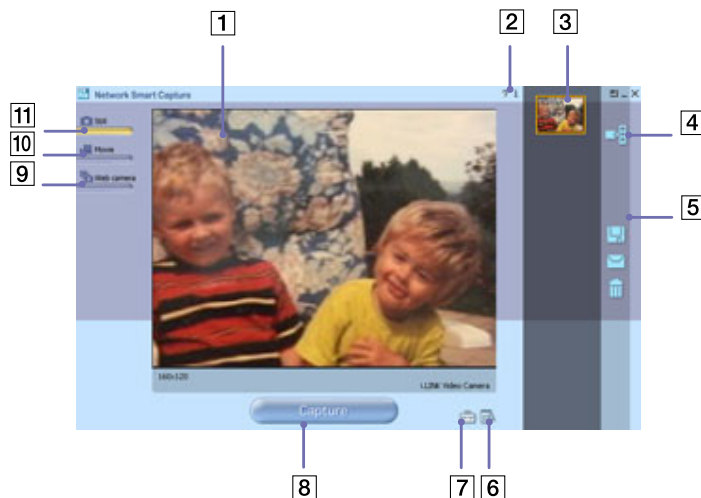 1
2
3
Network Smart Capture
? i
11
Still
10
Movie
9
Web camera
4
5
160x120
i.LINK Video Camera
Capture
8
7
6